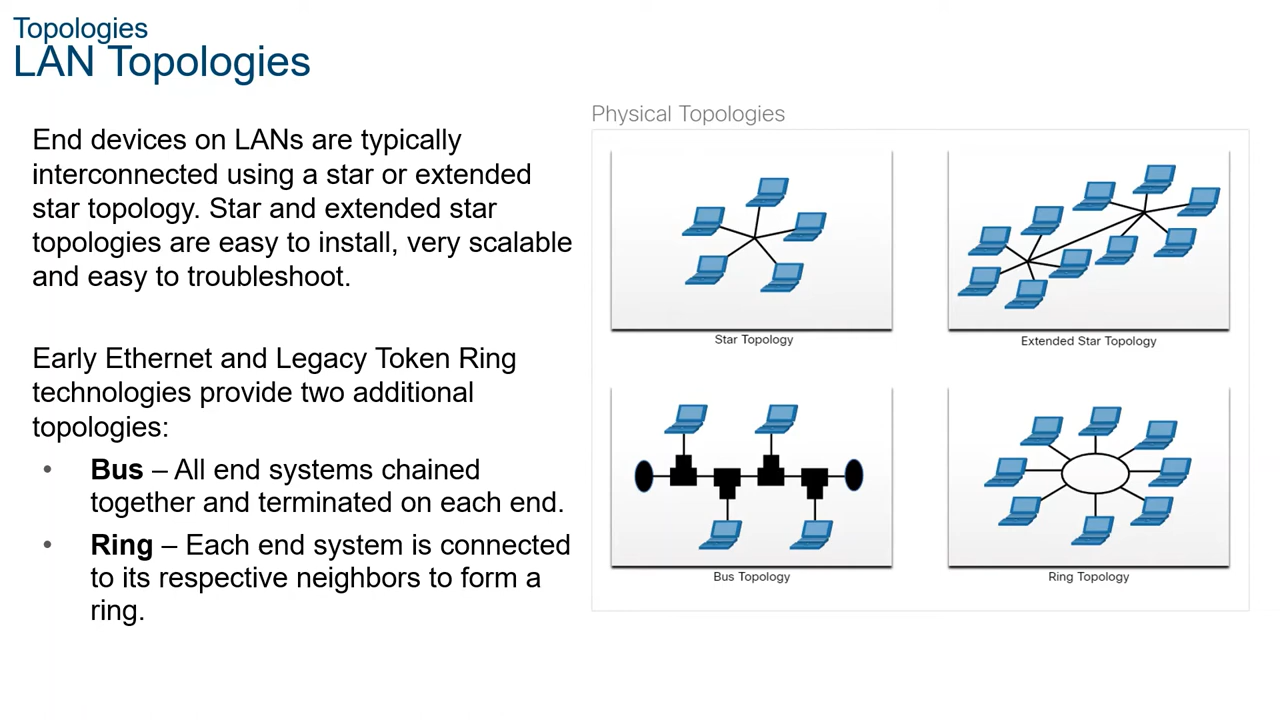 Topologies
LAN Topologies
End devices on LANs are typically
interconnected using a star or extended
star topology. Star and extended star
topologies are easy to install, very scalable
and easy to troubleshoot.
Early Ethernet and Legacy Token Ring
technologies provide two additional
topologies:
• Bus – All end systems chained
together and terminated on each end.
• Ring – Each end system is connected
to its respective neighbors to form a
ring.
Physical Topologies
Star Topology
Extended Star Topology
Bus Topology
Ring Topology